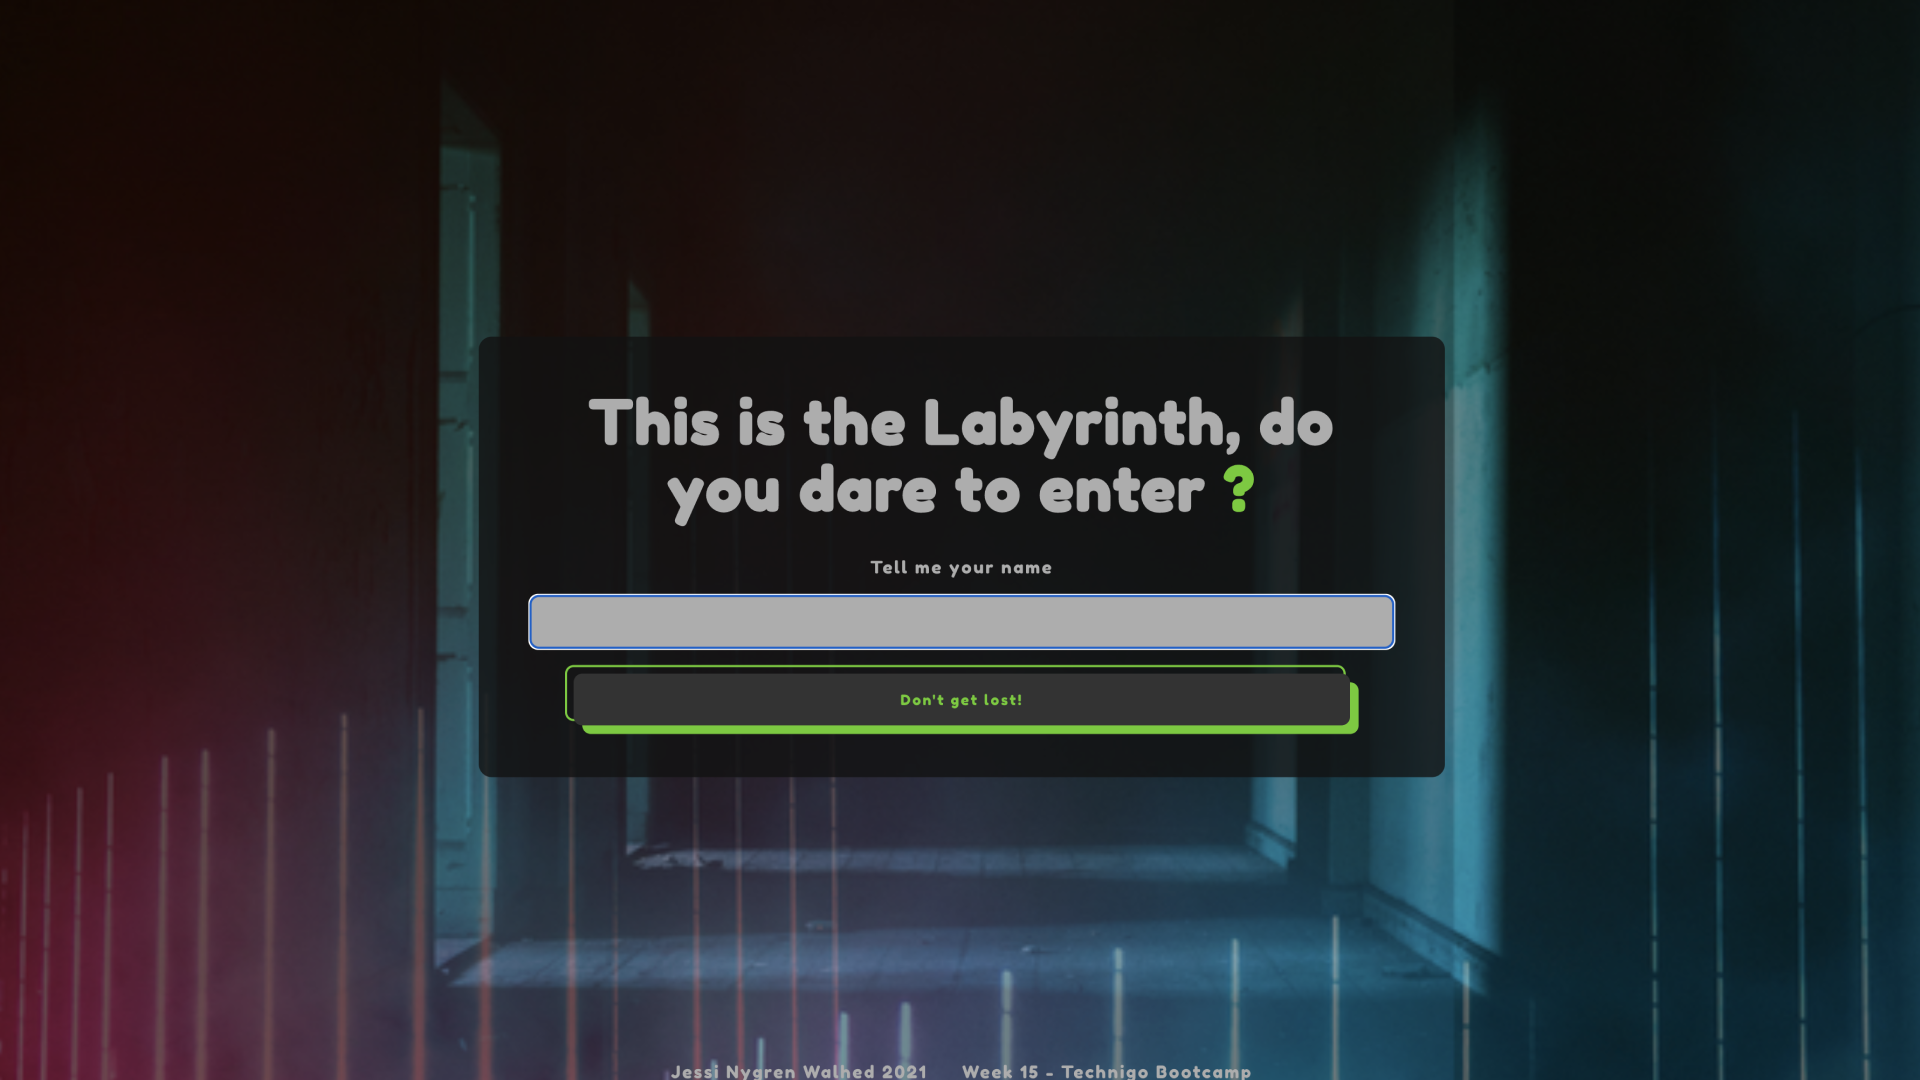 This is the Labyrinth, do
you dare to enter ?
Tell me your name
Don't get lost!
Jessi Nygren Walhed 2021 Week 15 - Technigo Bootcamp